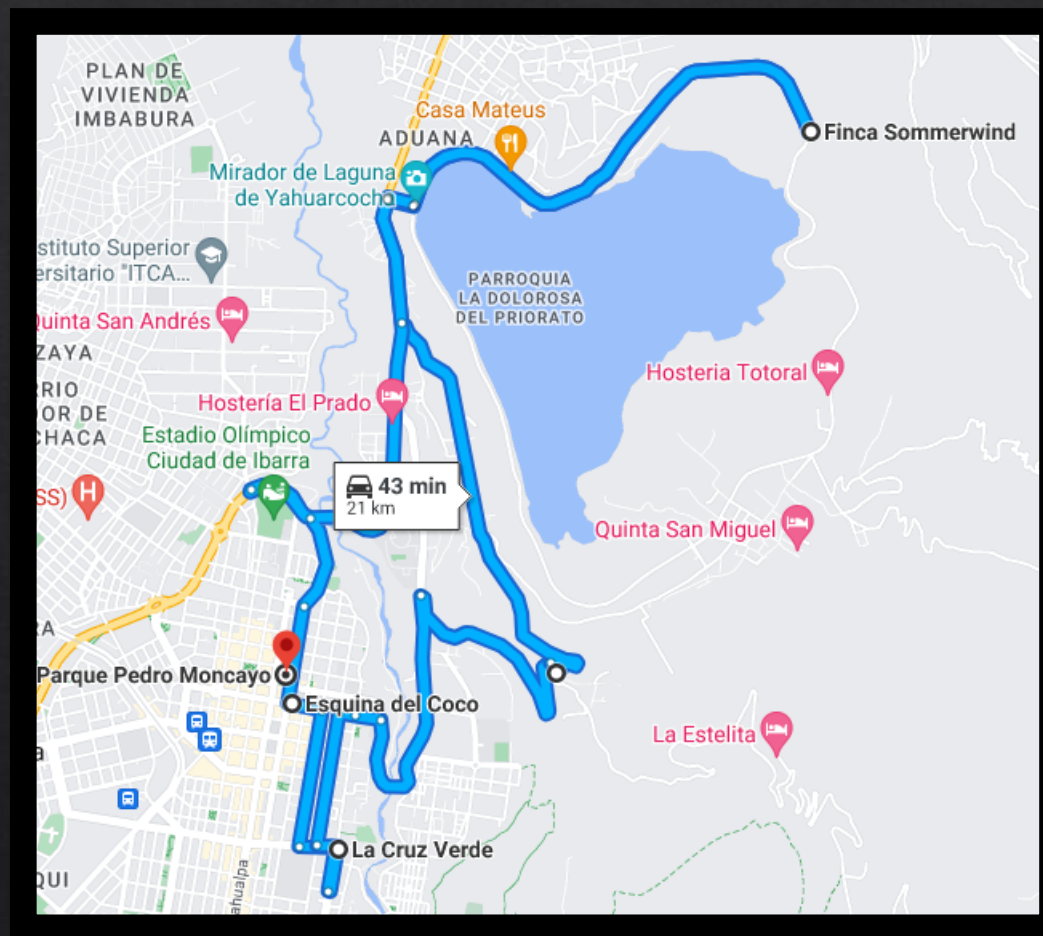 PLAN DE
VIVIENDA
IMBABURA
Casa Mateus
ADUANA
Finca Sommerwind
Mirador de Laguna
de Yahuarcocha
stituto Superior
ersitario "ITCA...
PARROQUIA
LA DOLOROSA
DEL PRIORATO
Quinta San Andrés
ZAYA
RRIO
OR DE
CHACA
Hosteria Totoral
Hostería El Prado
Estadio Olímpico
Ciudad de Ibarra
43 min
21 km
SS)
H
Quinta San Miguel
RA
Parque Pedro Moncayo
Esquina del Coco
La Estelita
a
La Cruz Verde
QUI
ahualpa